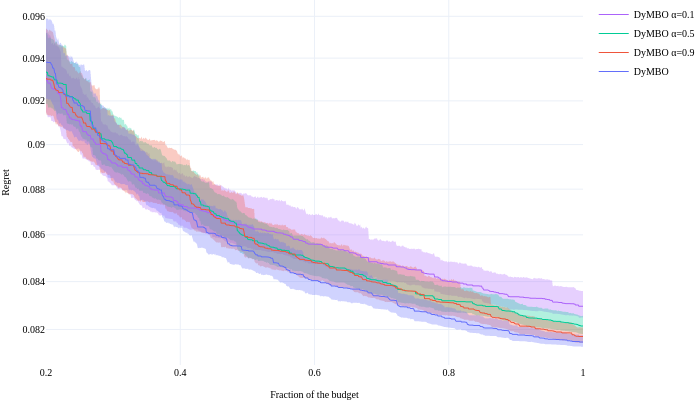 0.096
0.094
0.092
0.09
0.088
0.086
0.084
0.082
Regret
0.2
0.4
0.6
0.8
1
Fraction of the budget
DyMBO α=0.1
DyMBO α=0.5
DyMBO α=0.9
DyMBO